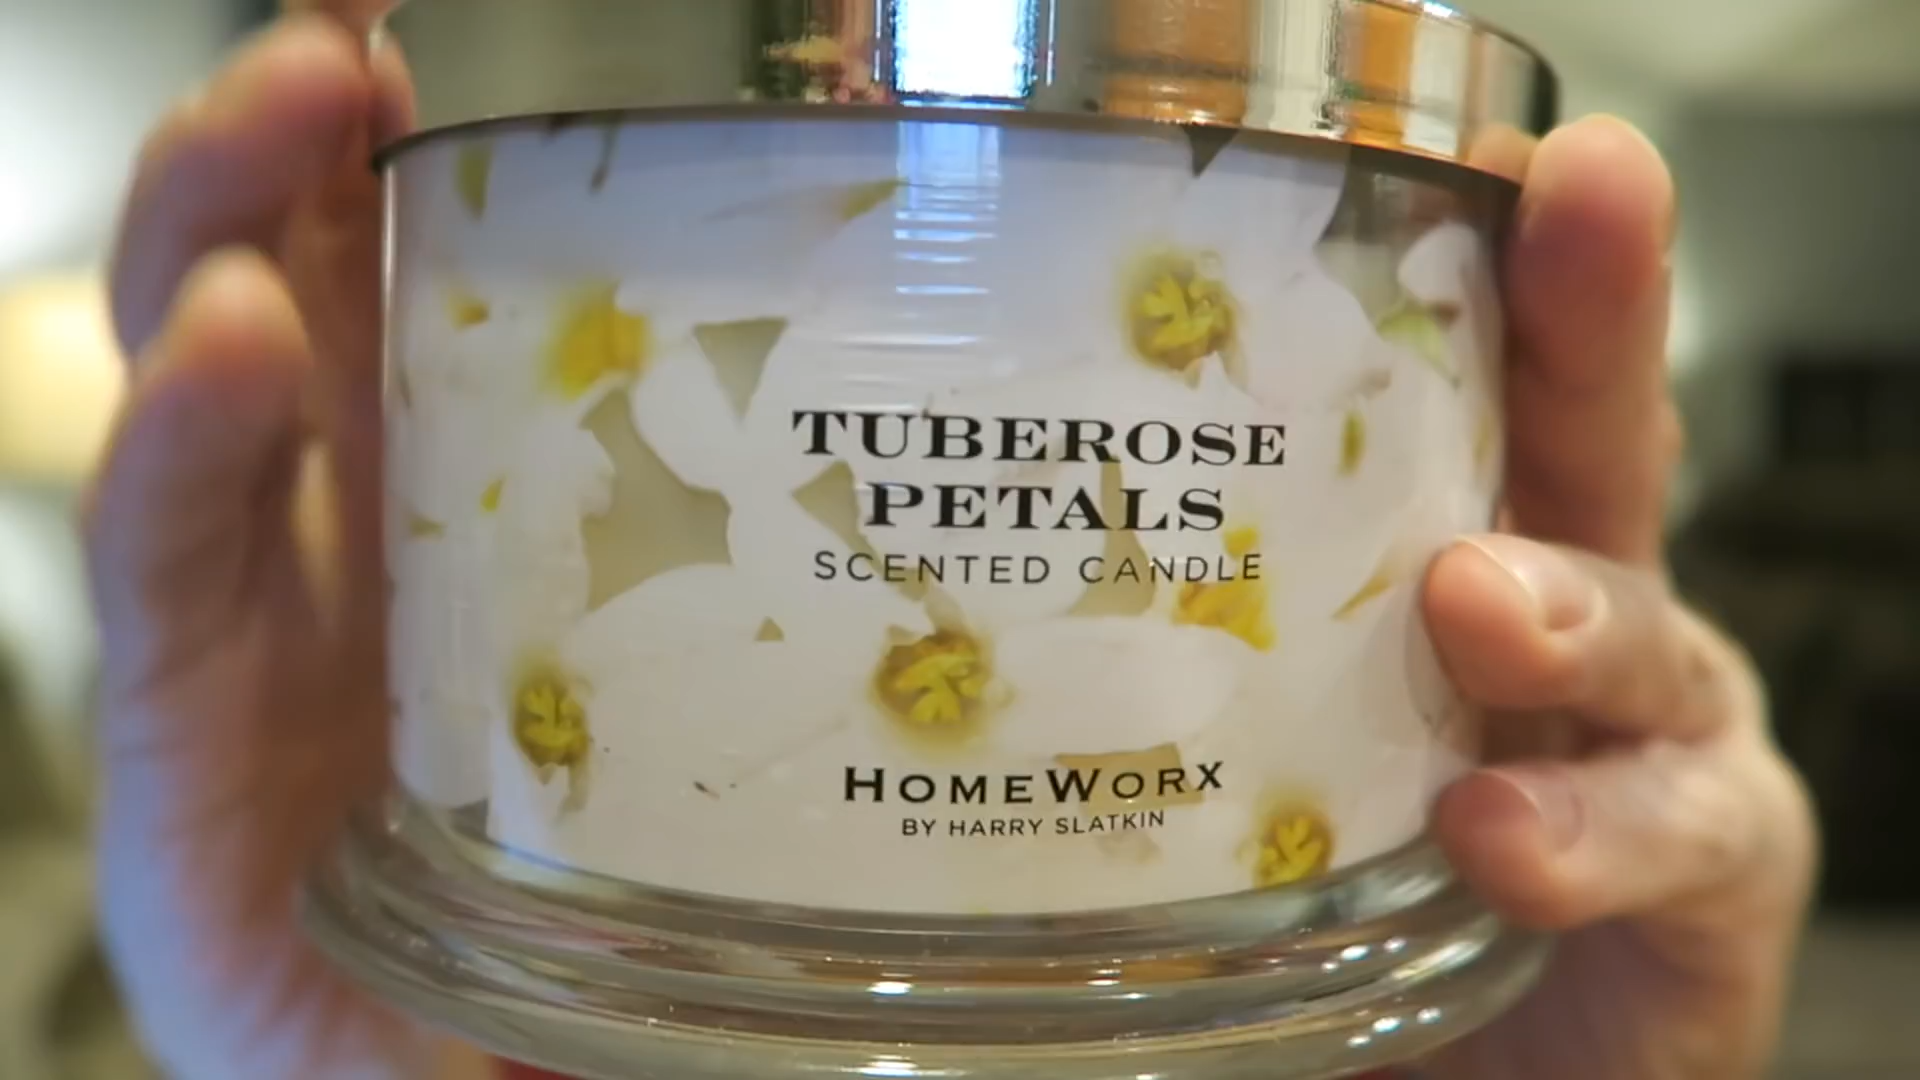 TUBEROSE
PETALS
SCENTED CANDLE
HOMEWORX
BY HARRY SLATKIN